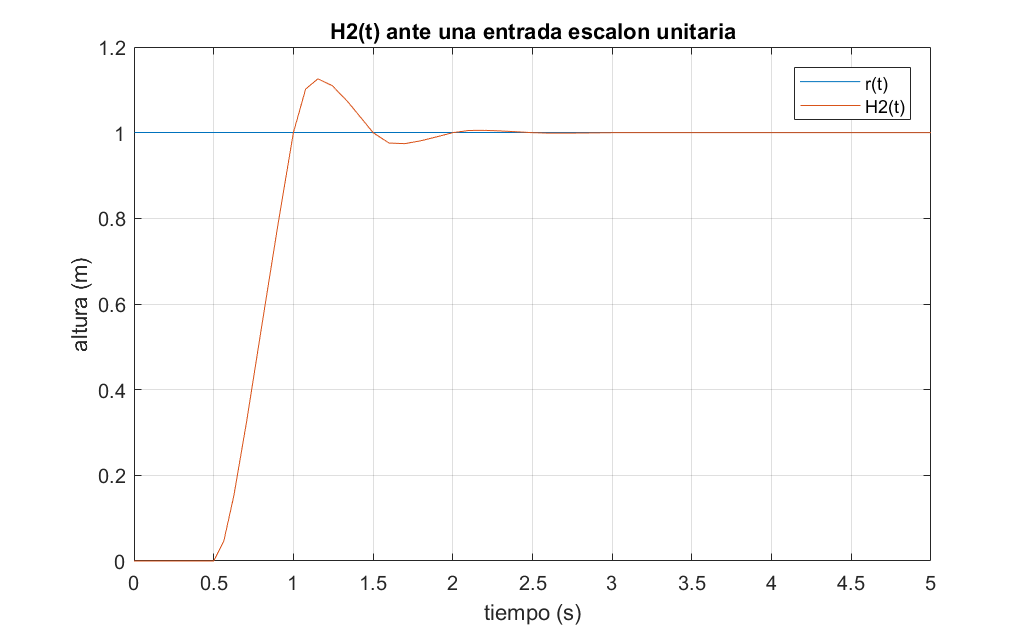 H2(t) ante una entrada escalon unitaria
1.2
1
0.8
0.6
0.4
0.2
0
altura (m)
r(t)
H2(t)
0 0.5 1 1.5 2 2.5 3 3.5 4 4.5 5
tiempo (s)